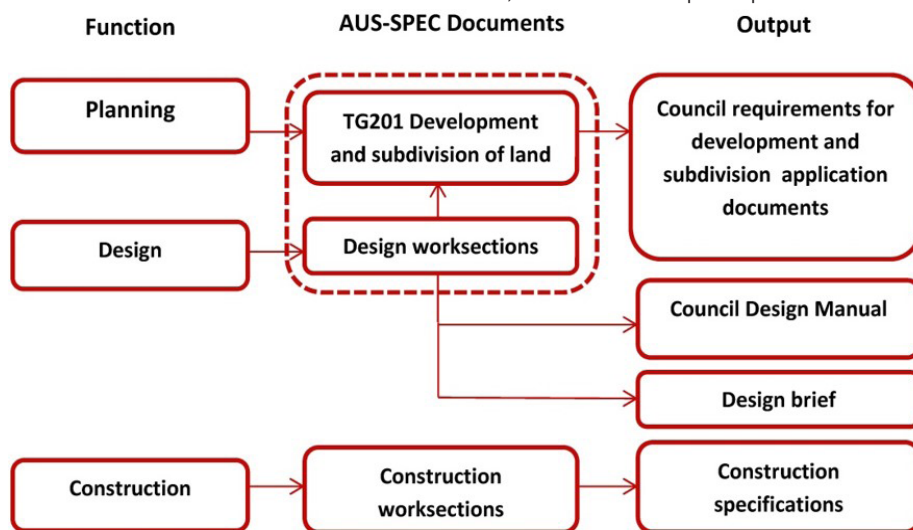 Function
AUS-SPEC Documents
Output
Planning
TG201 Development
and subdivision of land
Council requirements for
development and
subdivision application
documents
Design
Design worksections
Council Design Manual
Design brief
Construction
Construction
worksections
Construction
specifications